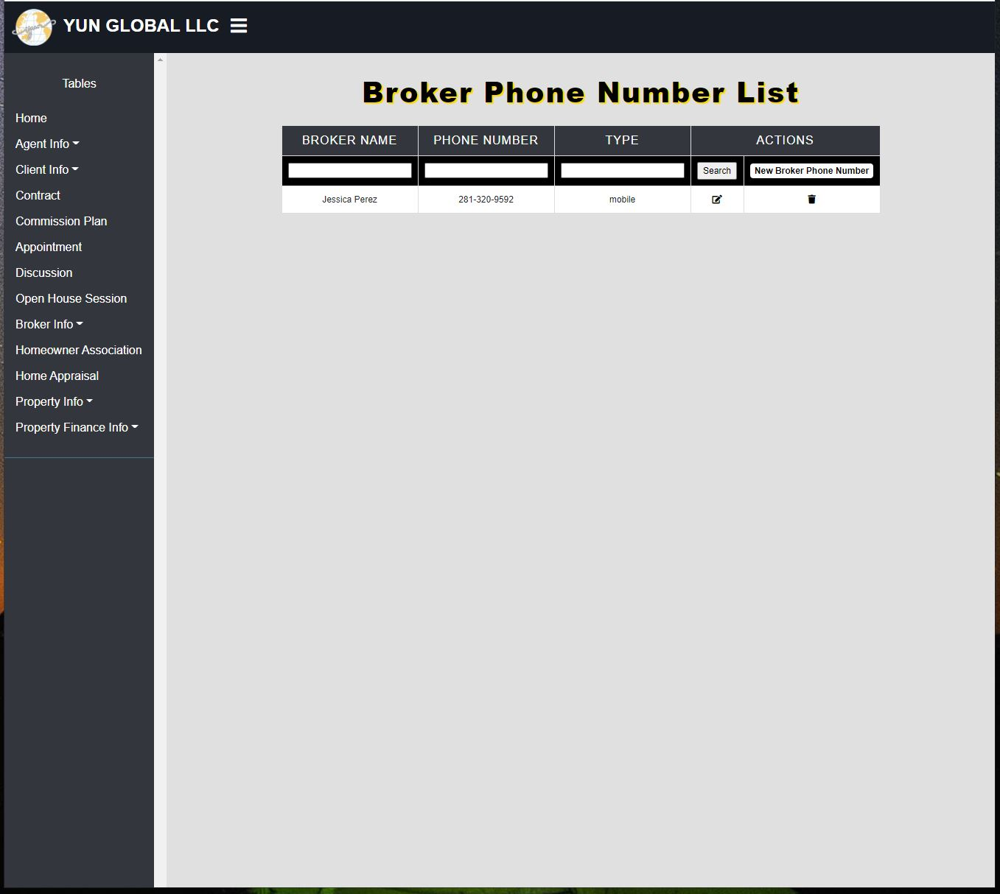 YUN GLOBAL LLC
Tables
Home
Agent Info
Client Info
Contract
Commission Plan
Appointment
Discussion
Open House Session
Broker Info
Homeowner Association
Home Appraisal
Property Info
Property Finance Info
Broker Phone Number List
BROKER NAME PHONE NUMBER TYPE ACTIONS
Search New Broker Phone Number
Jessica Perez 281-320-9592 mobile